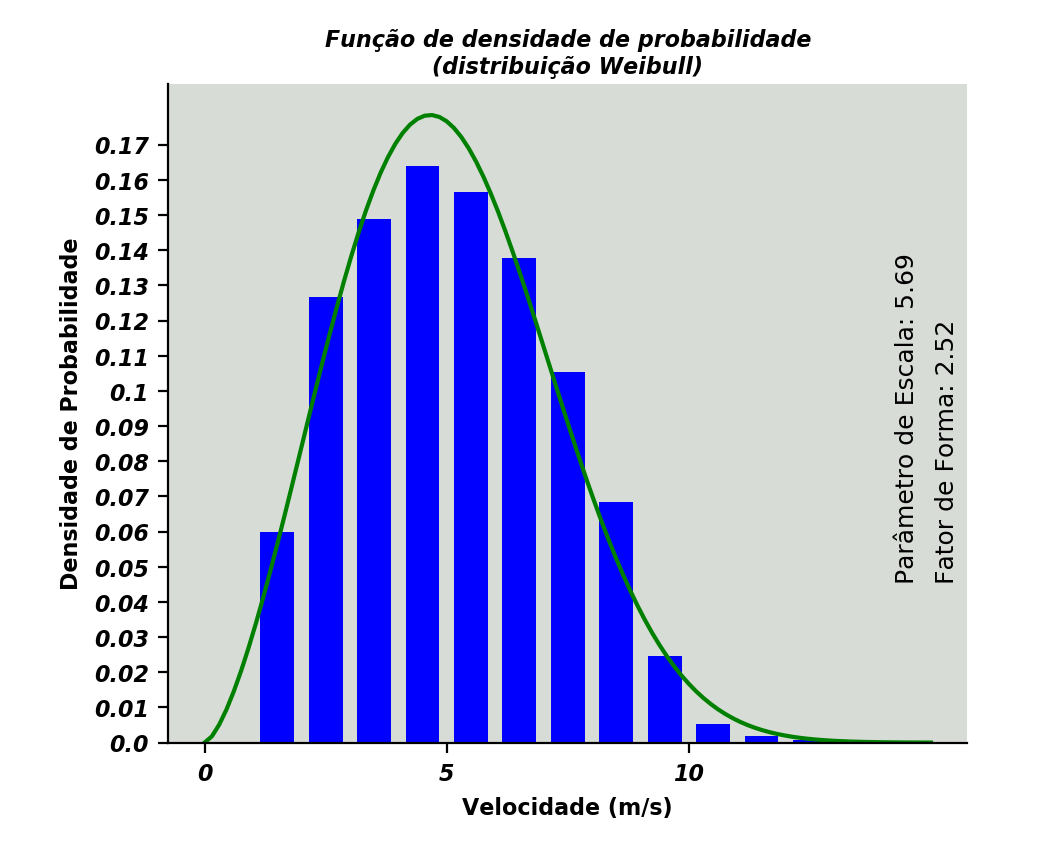 Função de densidade de probabilidade
(distribuição Weibull)
Densidade de Probabilidade
0.17
0.16
0.15
0.14
0.13
0.12
0.11
0.1
0.09
0.08
0.07
0.06
0.05
0.04
0.03
0.02
0.01
0.0
Parâmetro de Escala: 5.69
Fator de Forma: 2.52
0 5 10
Velocidade (m/s)